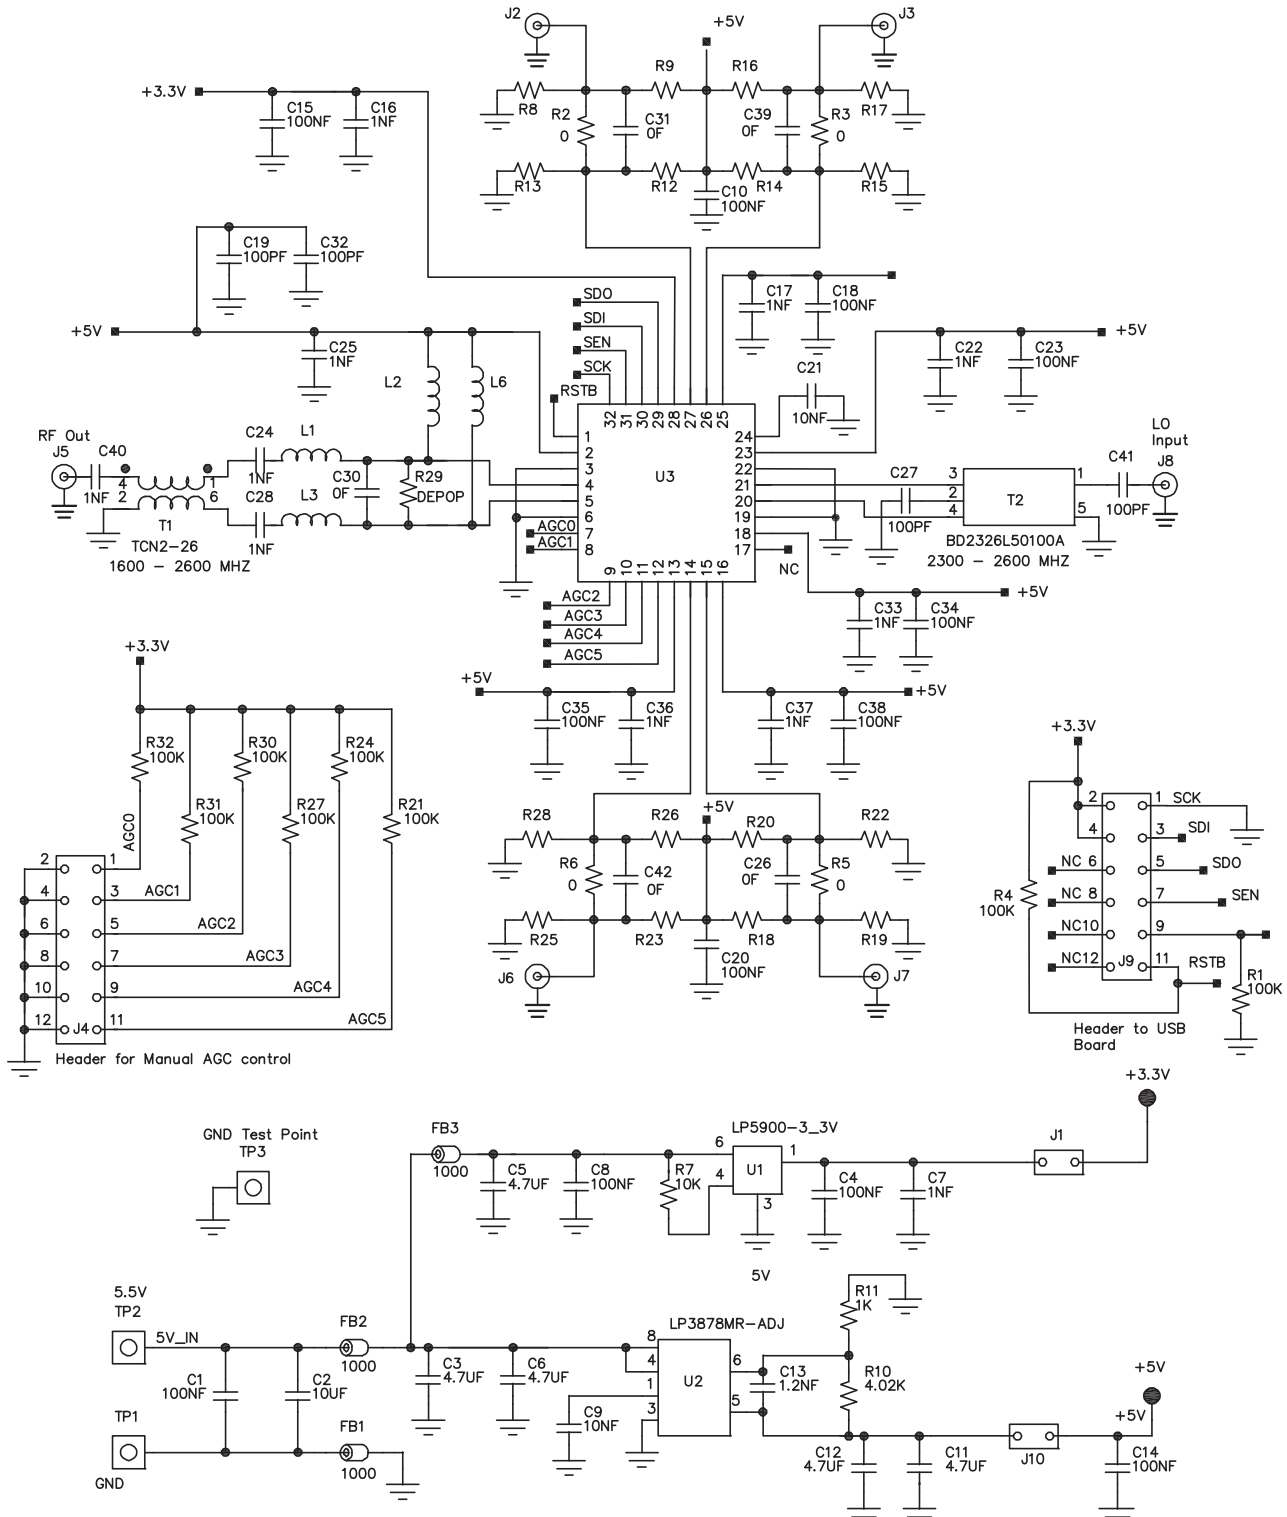 J2
J3
+5V
+3.3V
C15
100NF
C16
1NF
R8
R9
R16
R17
R2
0
C31
0F
C39
0F
R3
0
R13
R12
R14
R15
C10
100NF
C19
100PF
C32
100PF
+5V
C25
1NF
L2
L6
SDO
SDI
SEN
SCK
RSTB
32
31
30
29
28
27
26
25
C17
1NF
C18
100NF
C22
1NF
C23
100NF
+5V
C21
10NF
RF Out
J5
C40
1NF
4
2
1
6
T1
TCN2-26
1600 - 2600 MHZ
C24
1NF
L1
C28
1NF
L3
C30
0F
R29
DEPOP
AGC0
AGC1
1
2
3
4
5
6
7
8
U3
24
23
22
21
20
19
18
17
NC
C27
100PF
3
2
4
T2
1
5
BD2326L50100A
2300 - 2600 MHZ
C41
100PF
LO
Input
J8
9
10
11
12
13
14
15
16
AGC2
AGC3
AGC4
AGC5
C33
1NF
C34
100NF
+5V
+5V
C35
100NF
C36
1NF
C37
1NF
C38
100NF
+5V
+3.3V
R32
100K
R30
100K
R24
100K
R31
100K
R27
100K
R21
100K
AGC0
AGC1
AGC2
AGC3
AGC4
AGC5
2
4
6
8
10
12
1
3
5
7
9
11
J4
Header for Manual AGC control
R28
R26
+5V
R20
R22
R6
0
C42
0F
C26
0F
R5
0
R25
R23
R18
R19
C20
100NF
J6
J7
+3.3V
2
4
NC 6
NC 8
NC10
NC12
1
3
5
7
9
11
J9
SCK
SDI
SDO
SEN
RSTB
R4
100K
R1
100K
Header to USB
Board
+3.3V
GND Test Point
TP3
FB3
1000
C5
4.7UF
C8
100NF
R7
10K
LP5900-3_3V
6
4
U1
1
3
C4
100NF
C7
1NF
J1
5V
5.5V
TP2
5V_IN
C1
100NF
C2
10UF
FB2
1000
TP1
GND
FB1
1000
C3
4.7UF
C6
4.7UF
C9
10NF
LP3878MR-ADJ
8
4
1
3
U2
6
5
C13
1.2NF
R11
1K
R10
4.02K
C12
4.7UF
C11
4.7UF
J10
+5V
+5V
C14
100NF